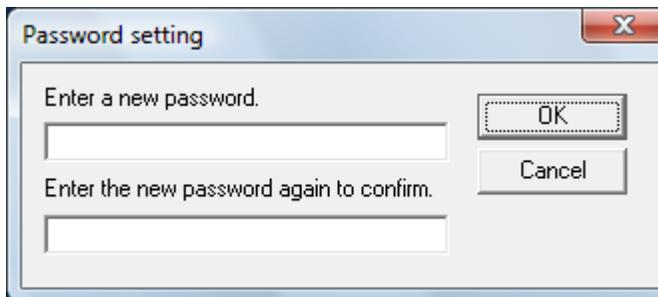 Password setting
Enter a new password.
OK
Cancel
Enter the new password again to confirm.